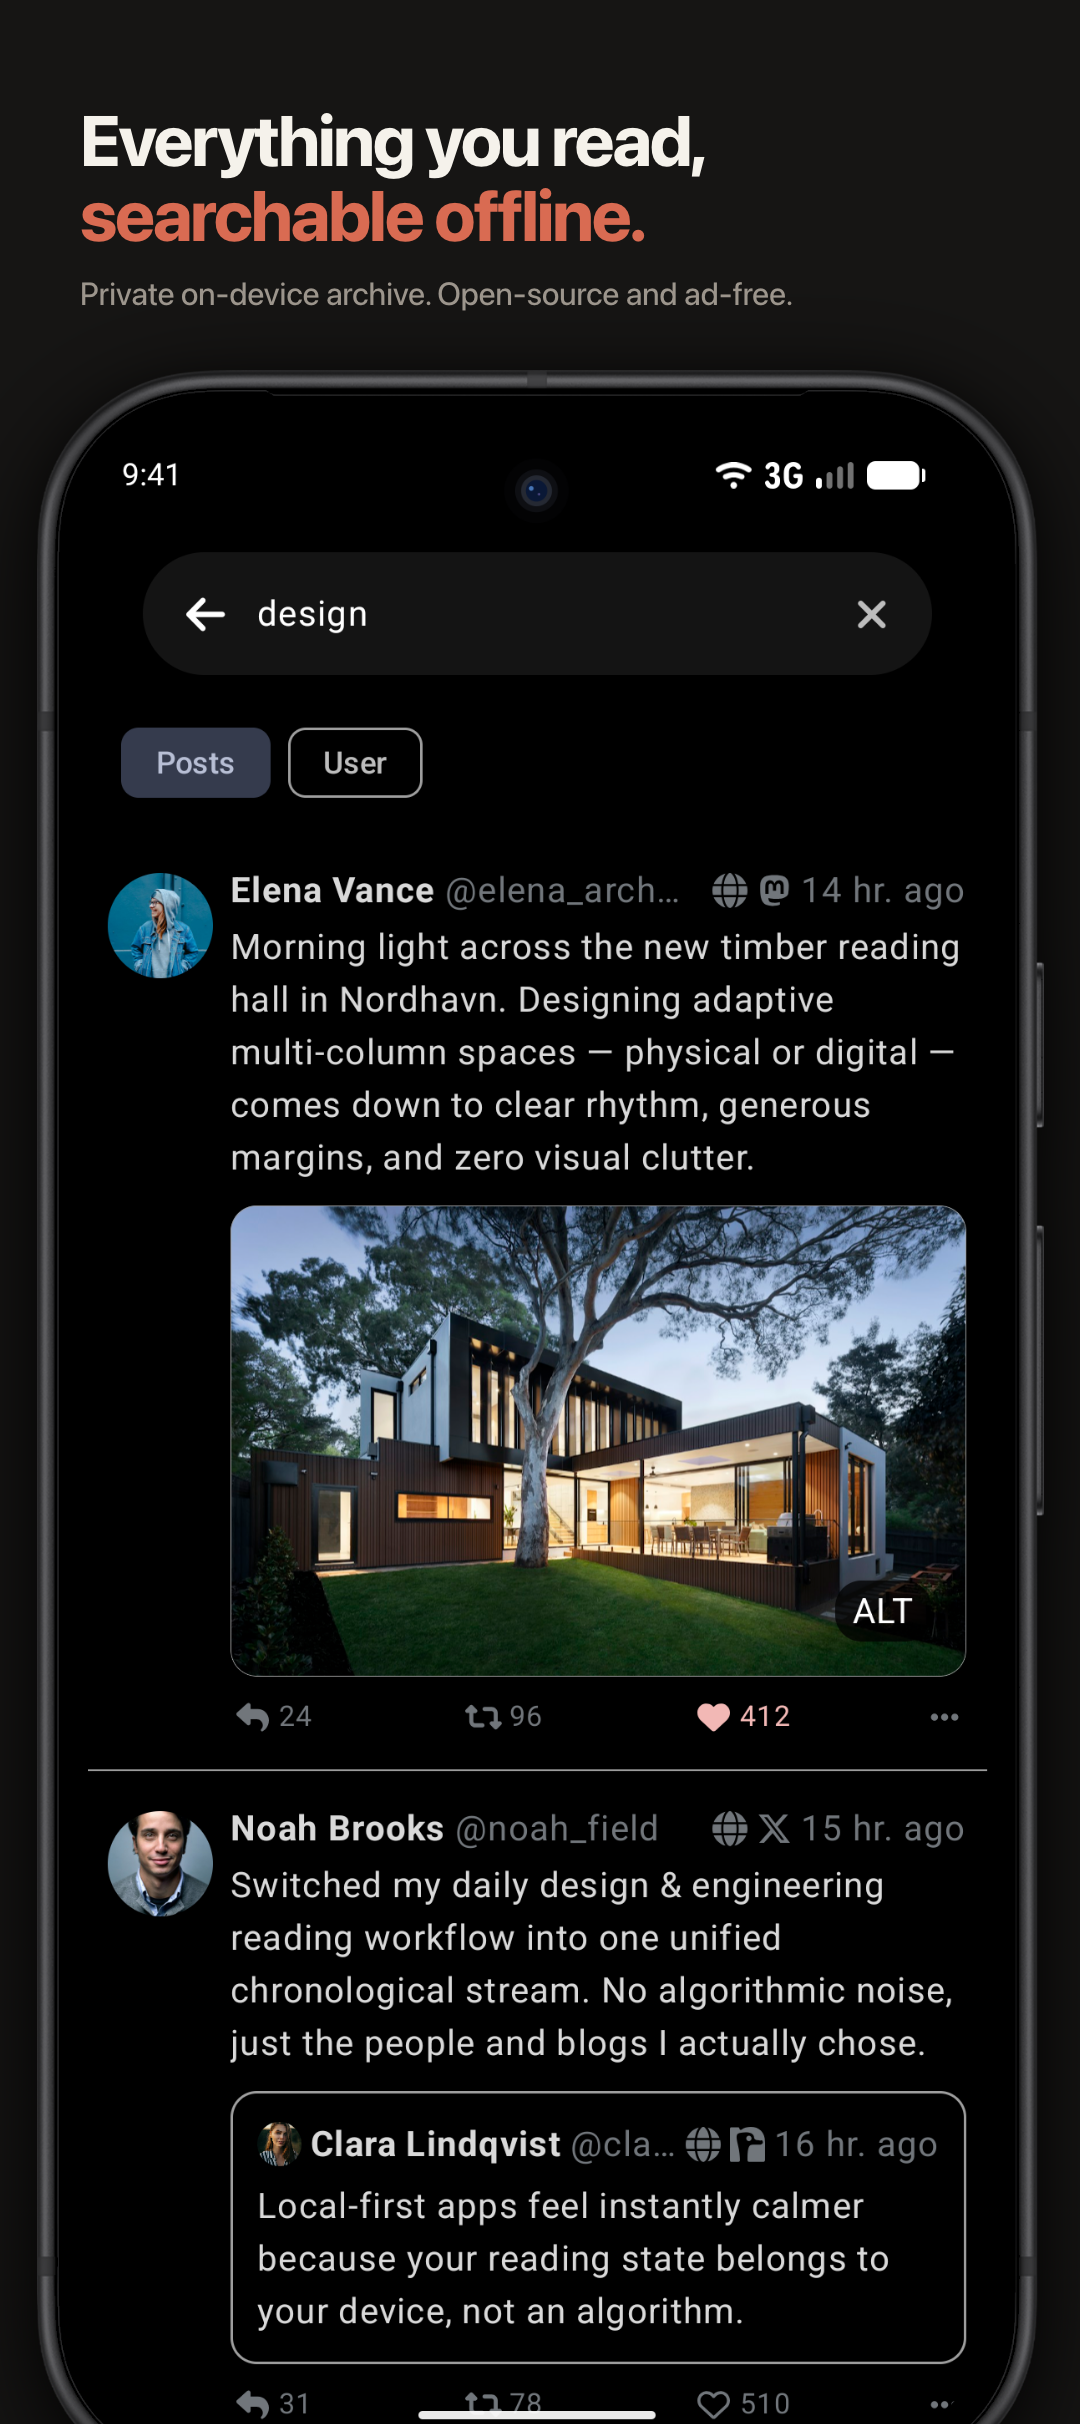 Everything you read,
searchable offline.
Private on-device archive. Open-source and ad-free.
9:41
3G
design
Posts
User
Elena Vance @elena_arch... 14 hr. ago
Morning light across the new timber reading
hall in Nordhavn. Designing adaptive
multi-column spaces — physical or digital —
comes down to clear rhythm, generous
margins, and zero visual clutter.
ALT
24 96 412
Noah Brooks @noah_field 15 hr. ago
Switched my daily design & engineering
reading workflow into one unified
chronological stream. No algorithmic noise,
just the people and blogs I actually chose.
Clara Lindqvist @cla... 16 hr. ago
Local-first apps feel instantly calmer
because your reading state belongs to
your device, not an algorithm.
31 78 510